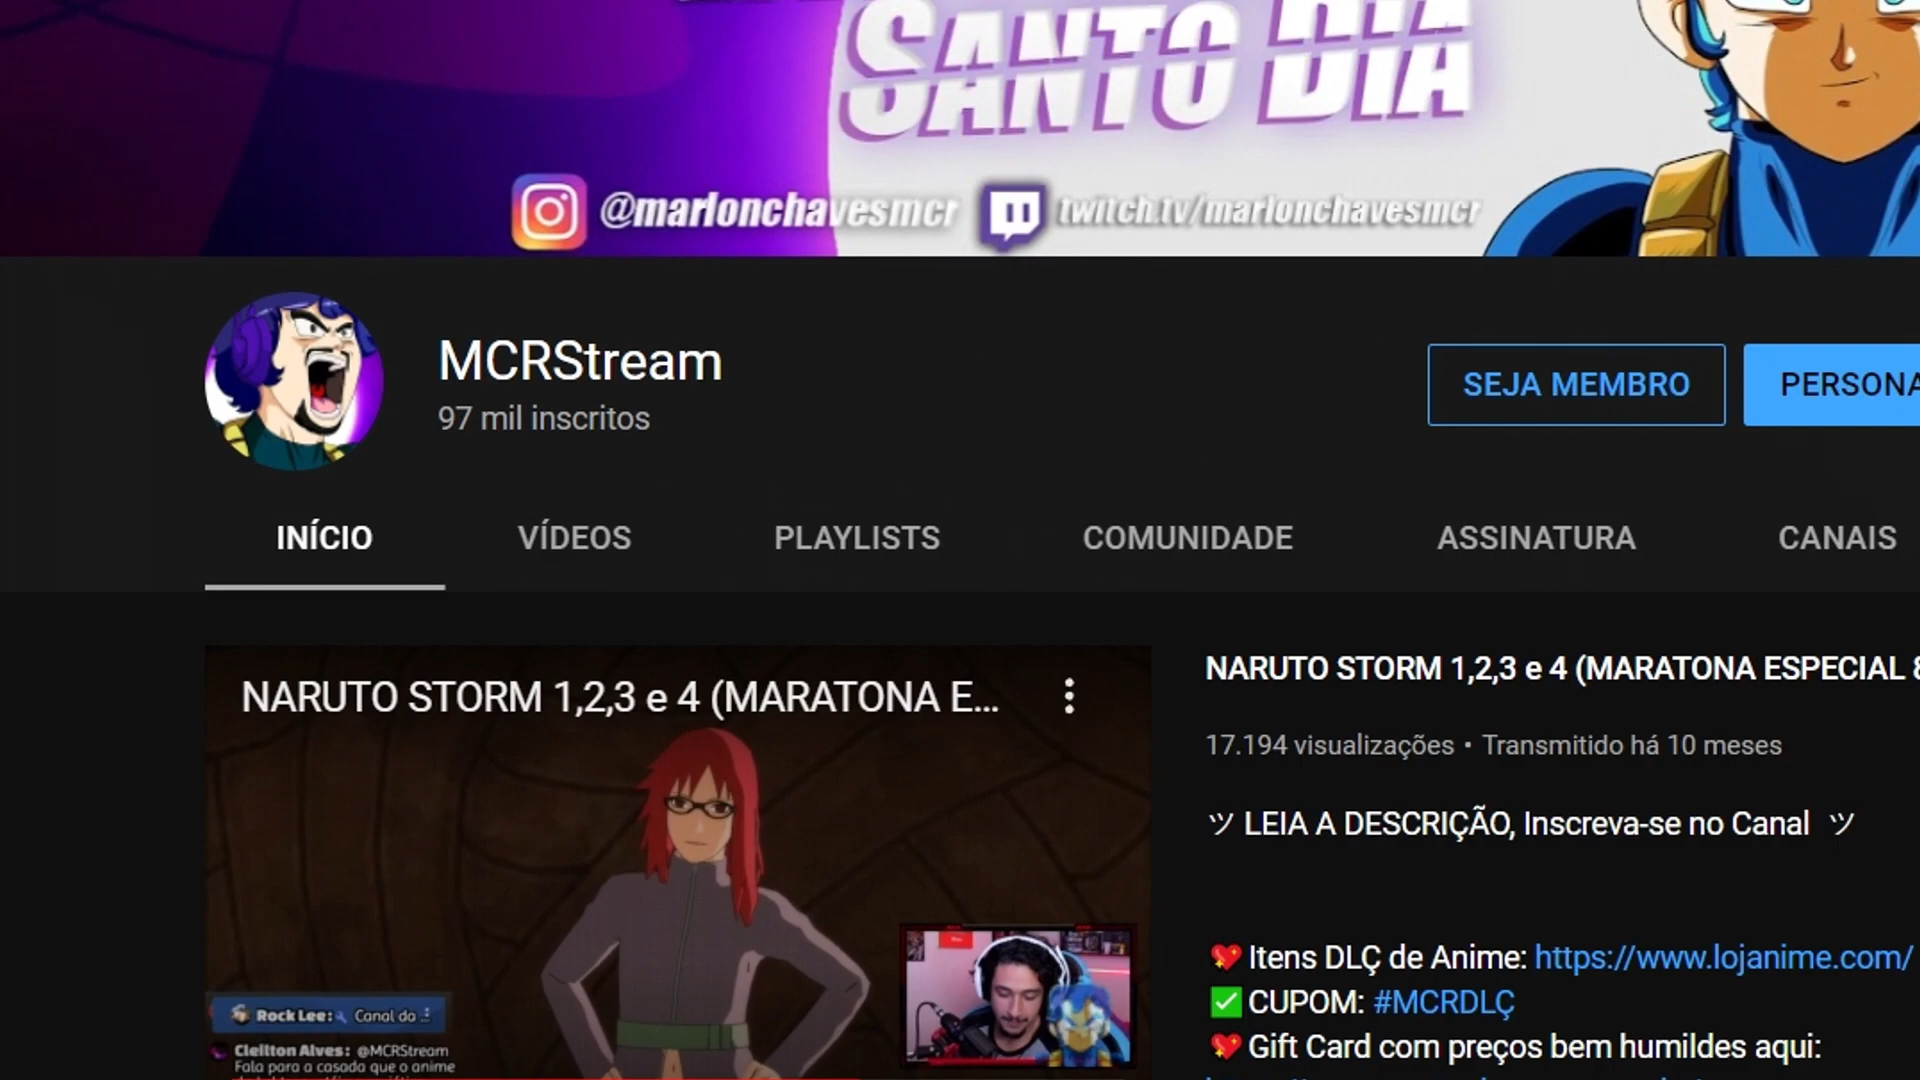 SANTO DIA
@marlonchavesmcr
twitch.tv/marlonchavesmcr
MCRStream
97 mil inscritos
SEJA MEMBRO
PERSONA
INÍCIO
VÍDEOS
PLAYLISTS
COMUNIDADE
ASSINATURA
CANAIS
NARUTO STORM 1,2,3 e 4 (MARATONA E...
NARUTO STORM 1,2,3 e 4 (MARATONA ESPECIAL 8
17.194 visualizações • Transmitido há 10 meses
ツ LEIA A DESCRIÇÃO, Inscreva-se no Canal ツ
💖 Itens DLÇ de Anime: https://www.lojanime.com/
✅ CUPOM: #MCRDLÇ
💖 Gift Card com preços bem humildes aqui:
Rock Lee: Canal do
Cleilton Alves: @MCRStream
Fala para a casada que o anime